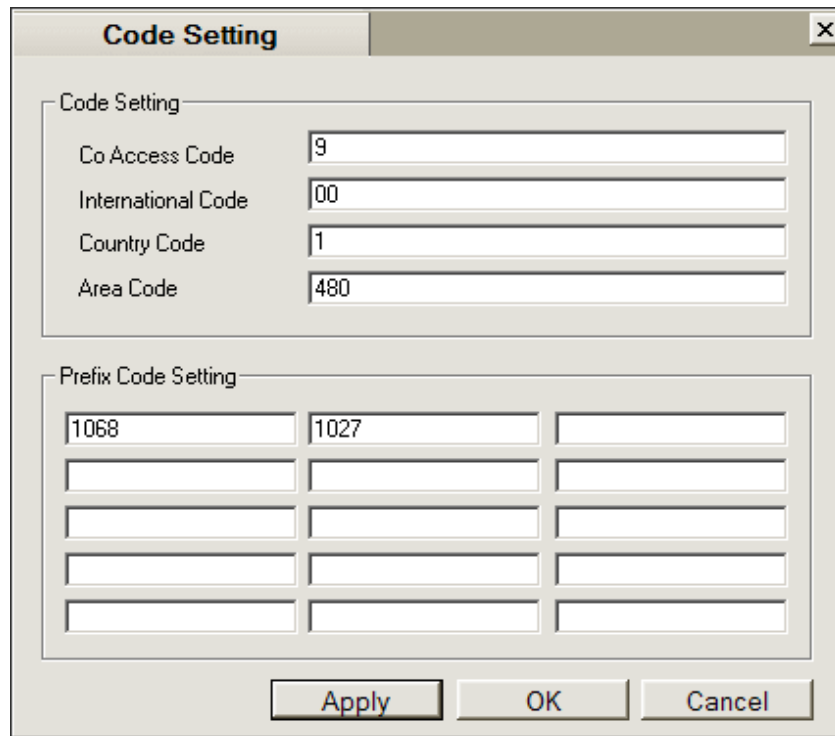 Code Setting
Code Setting
Co Access Code 9
International Code 00
Country Code 1
Area Code 480
Prefix Code Setting
1068 1027
Apply OK Cancel